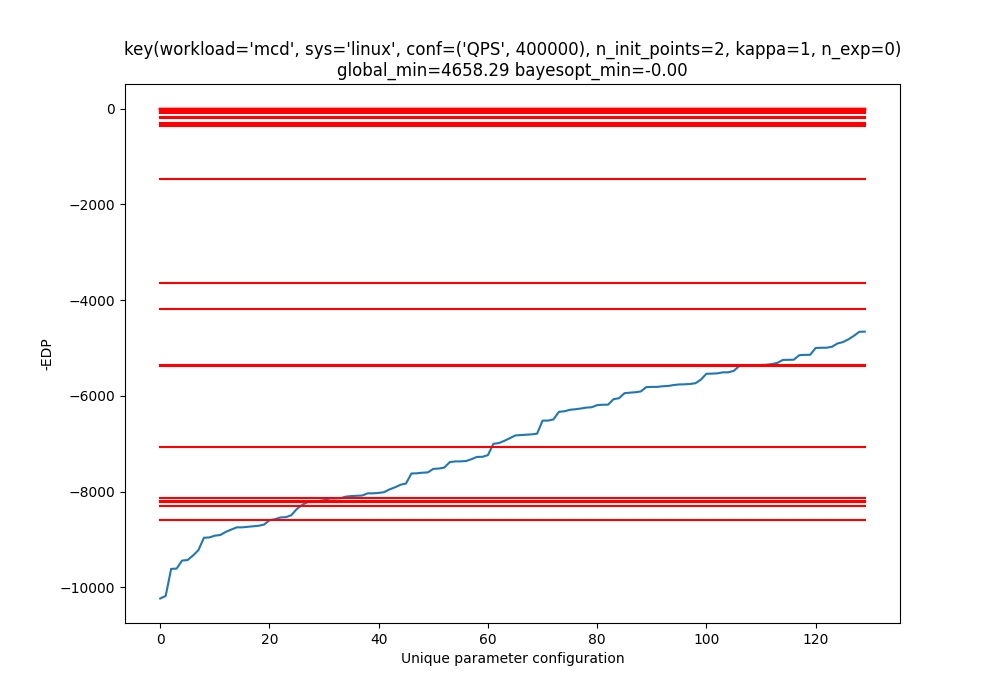 key(workload='mcd', sys='linux', conf=('QPS', 400000), n_init_points=2, kappa=1, n_exp=0)
global_min=4658.29 bayesopt_min=-0.00
0
−2000
−4000
−6000
−8000
−10000
-EDP
0 20 40 60 80 100 120
Unique parameter configuration